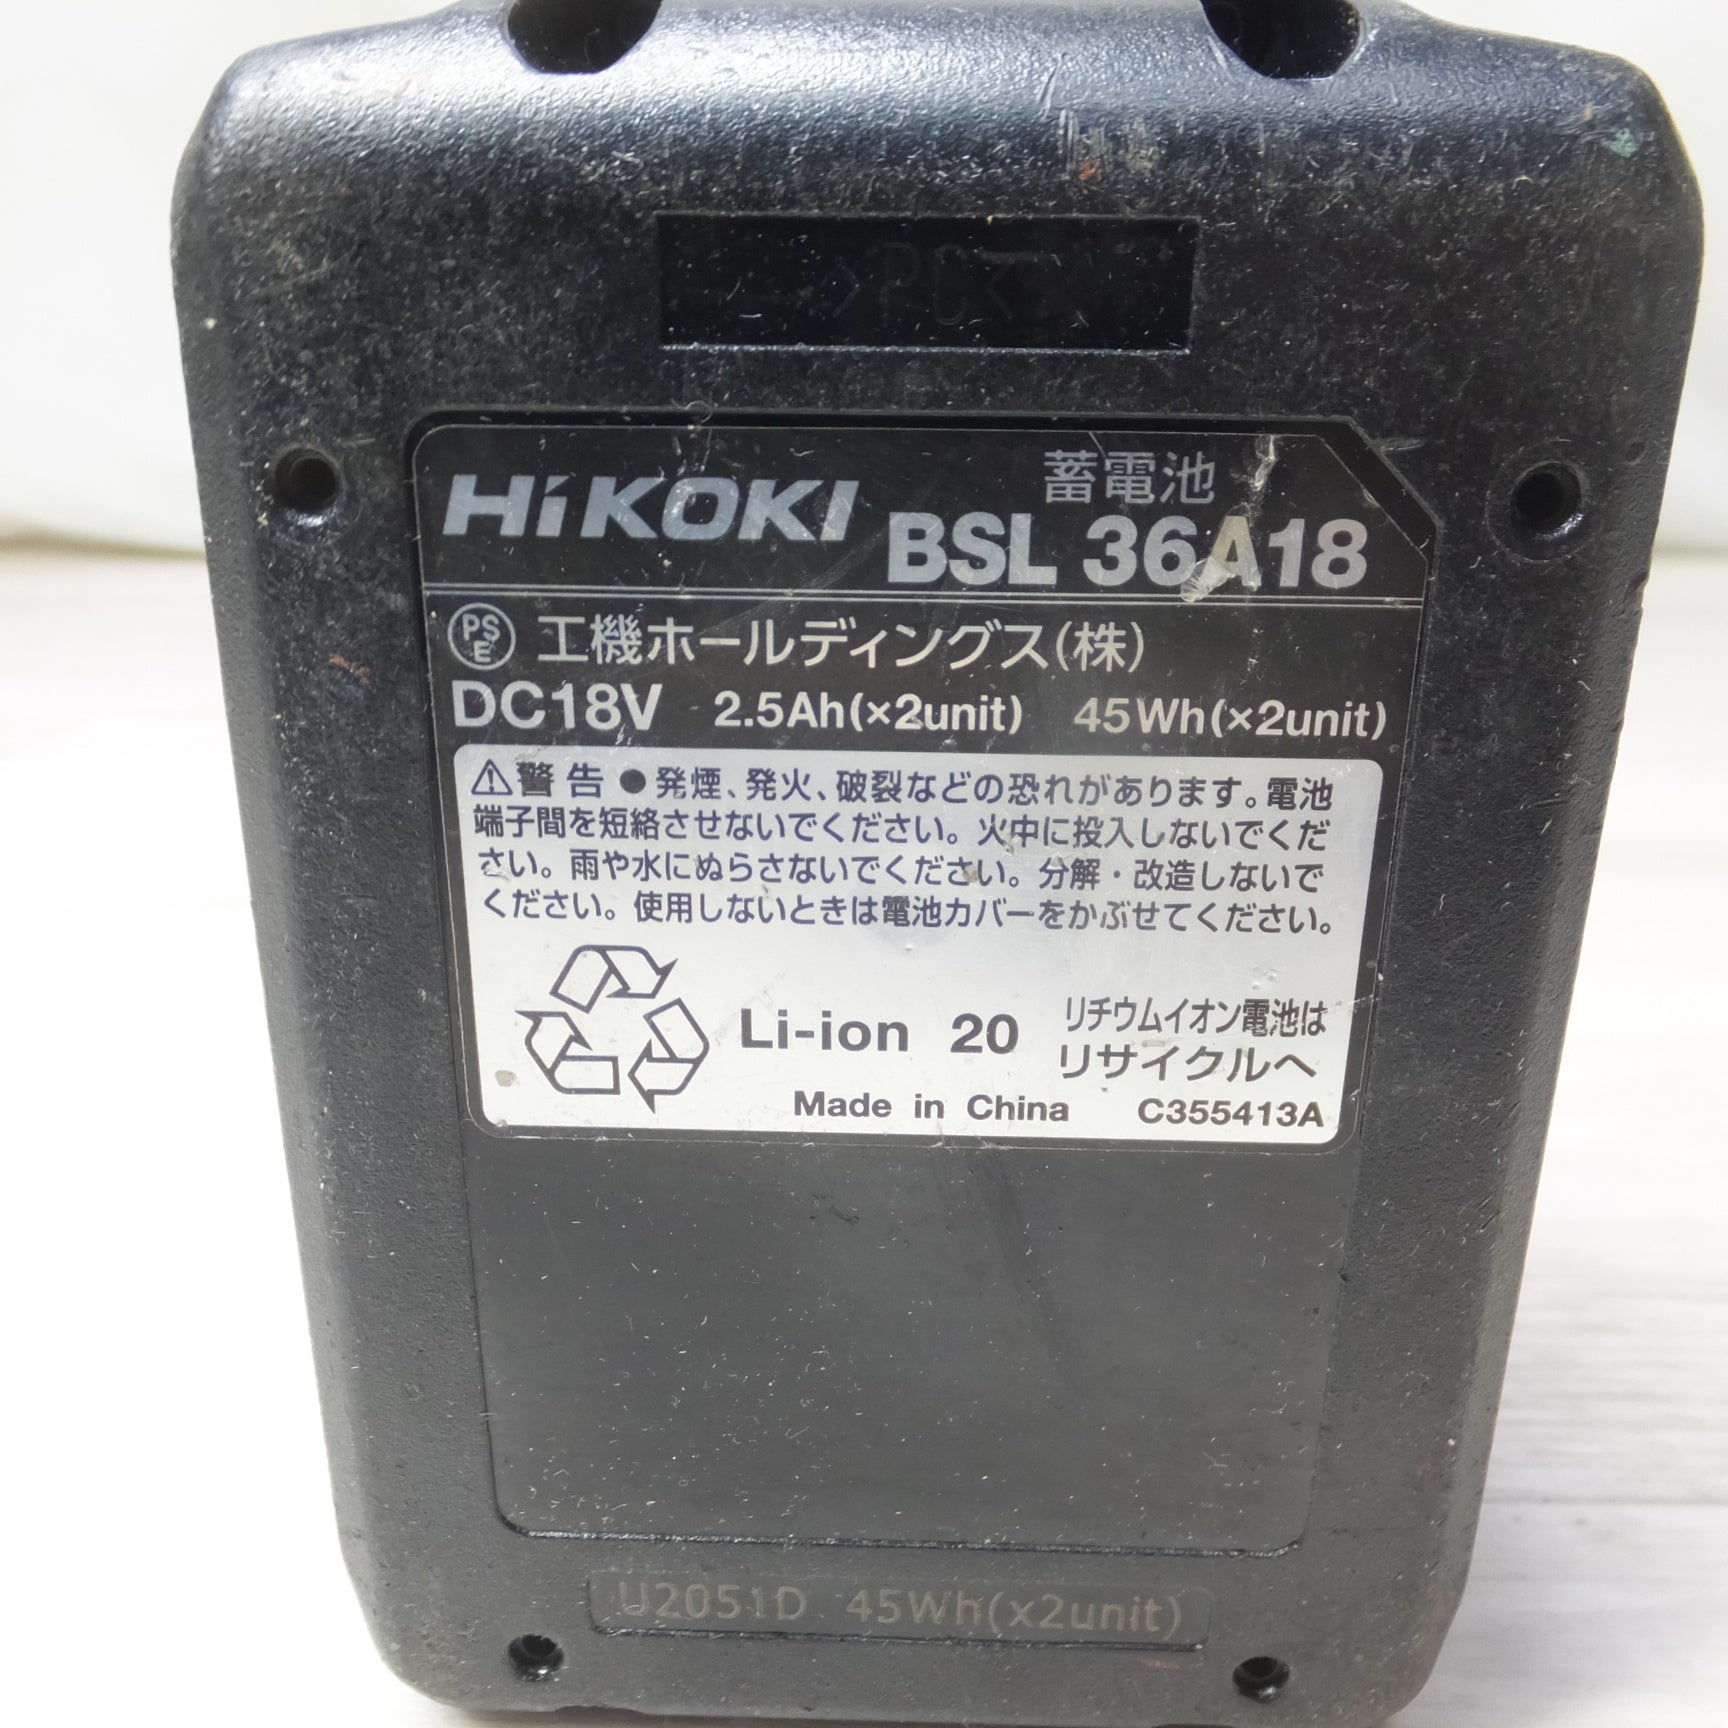 >PC<
HiKOKI
蓄電池
BSL 36A18
PS
E
工機ホールディングス(株)
DC18V 2.5Ah(×2unit) 45Wh(×2unit)
⚠警告 ●発煙、発火、破裂などの恐れがあります。電池
端子間を短絡させないでください。火中に投入しないでくだ
さい。雨や水にぬらさないでください。分解・改造しないで
ください。使用しないときは電池カバーをかぶせてください。
Li-ion 20
リチウムイオン電池は
リサイクルへ
Made in China C355413A
U2051D 45Wh(x2unit)